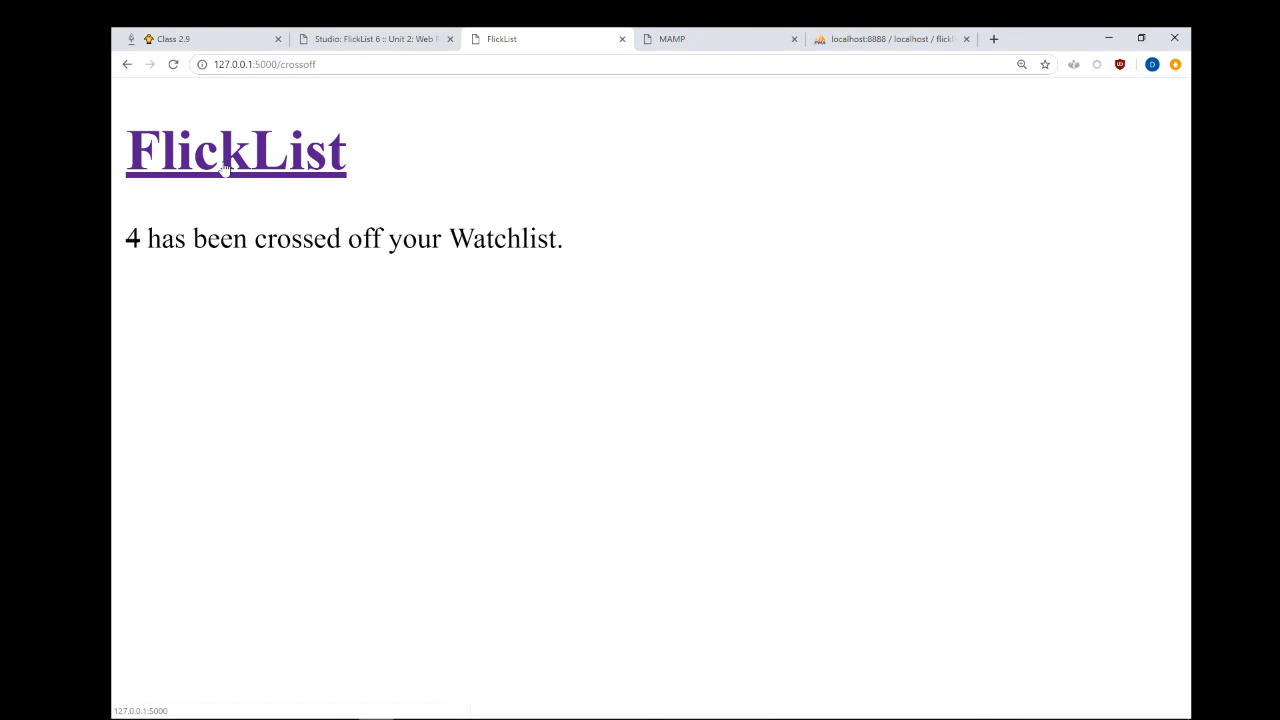 Class 2.9
Studio: FlickList 6 :: Unit 2: Web
FlickList
MAMP
localhost:8888 / localhost / flickl
127.0.0.1:5000/crossoff
D
FlickList
4 has been crossed off your Watchlist.
127.0.0.1:5000